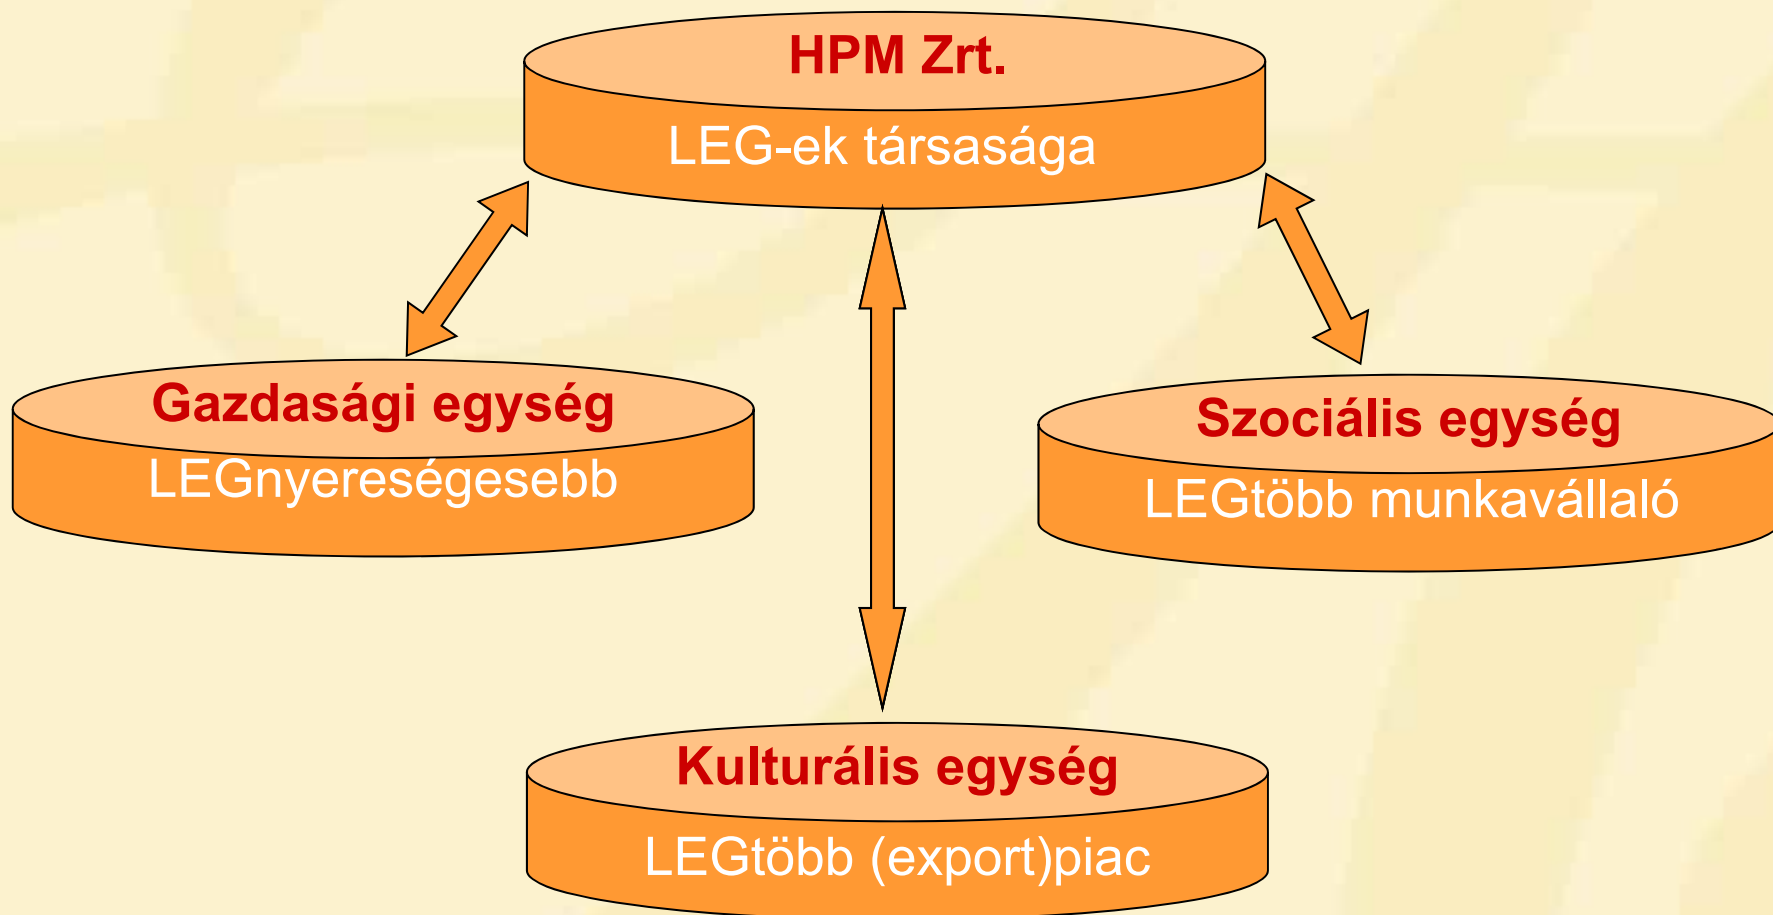 HPM Zrt.
LEG-ek társasága
Gazdasági egység
LEGnyereségesebb
Szociális egység
LEGtöbb munkavállaló
Kulturális egység
LEGtöbb (export)piac